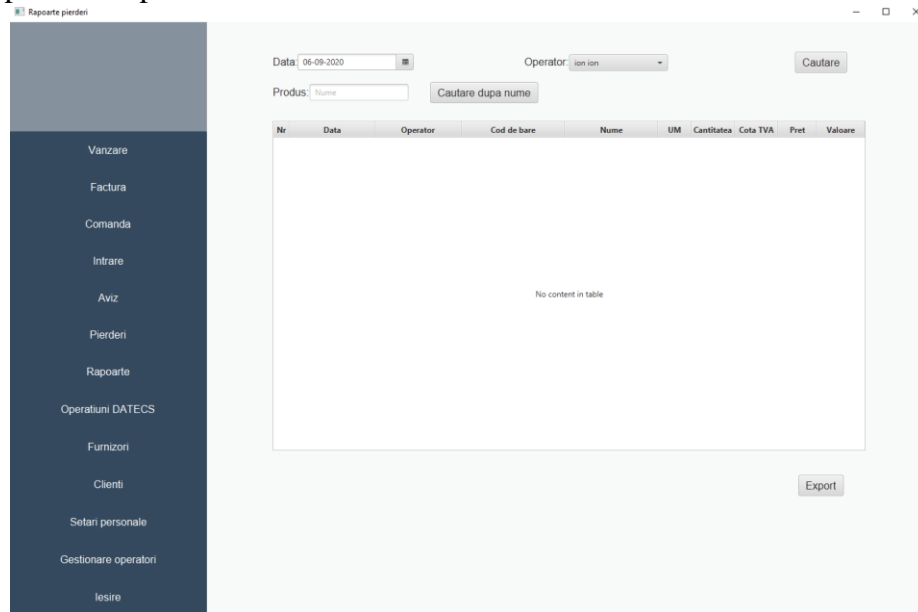 Rapoarte pierderi
Data: 06-09-2020 Operator: ion ion Cautare
Produs: Nume Cautare dupa nume
Nr Data Operator Cod de bare Nume UM Cantitatea Cota TVA Pret Valoare
No content in table
Export
Vanzare
Factura
Comanda
Intrare
Aviz
Pierderi
Rapoarte
Operatiuni DATECS
Furnizori
Clienti
Setari personale
Gestionare operatori
Iesire